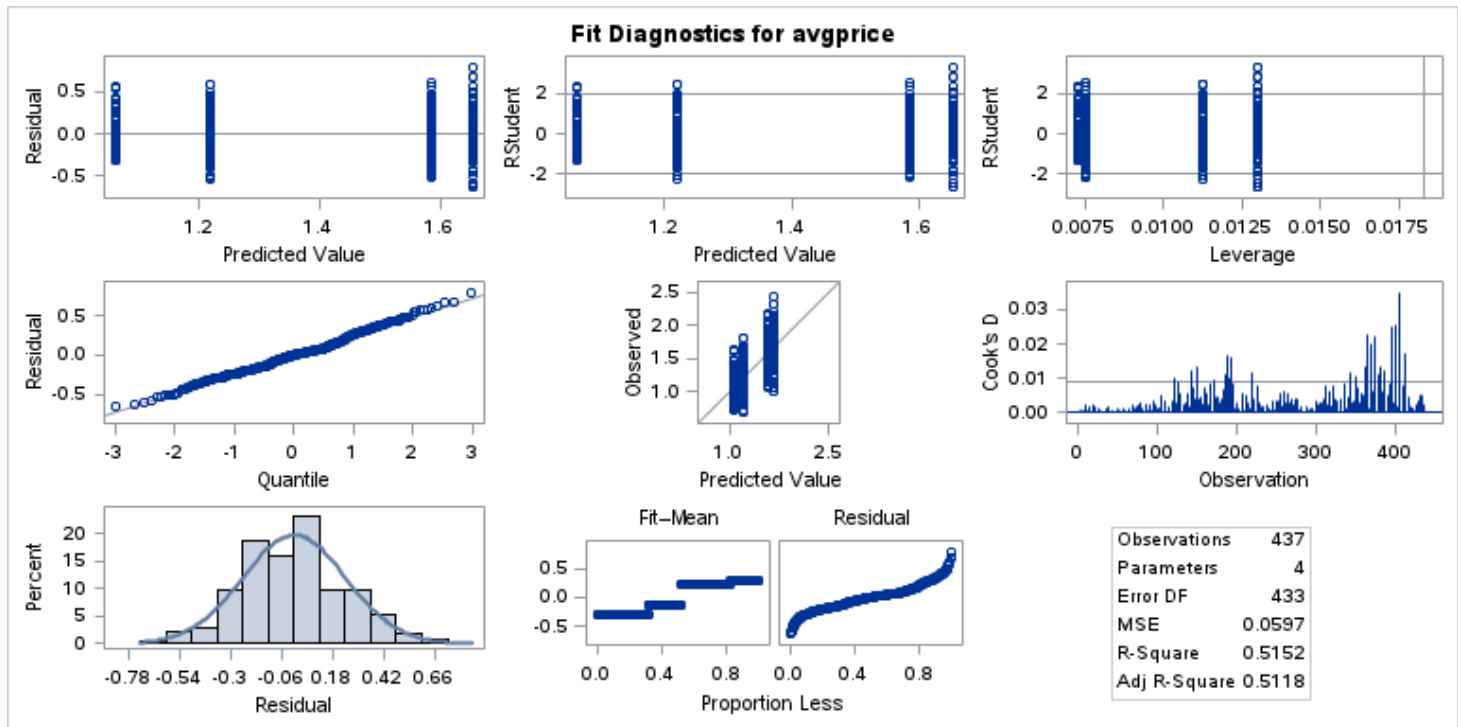 Fit Diagnostics for avgprice
Residual
0.5
0.0
-0.5
1.2 1.4 1.6
Predicted Value
RStudent
2
0
-2
1.2 1.4 1.6
Predicted Value
RStudent
2
0
-2
0.0075 0.0100 0.0125 0.0150 0.0175
Leverage
Residual
0.5
0.0
-0.5
-3 -2 -1 0 1 2 3
Quantile
Observed
2.5
2.0
1.5
1.0
1.0 2.5
Predicted Value
Cook's D
0.03
0.02
0.01
0.00
0 100 200 300 400
Observation
Percent
20
15
10
5
0
-0.78 -0.54 -0.3 -0.06 0.18 0.42 0.66
Residual
Fit–Mean Residual
0.5
0.0
-0.5
0.0 0.4 0.8 0.0 0.4 0.8
Proportion Less
Observations 437
Parameters 4
Error DF 433
MSE 0.0597
R-Square 0.5152
Adj R-Square 0.5118